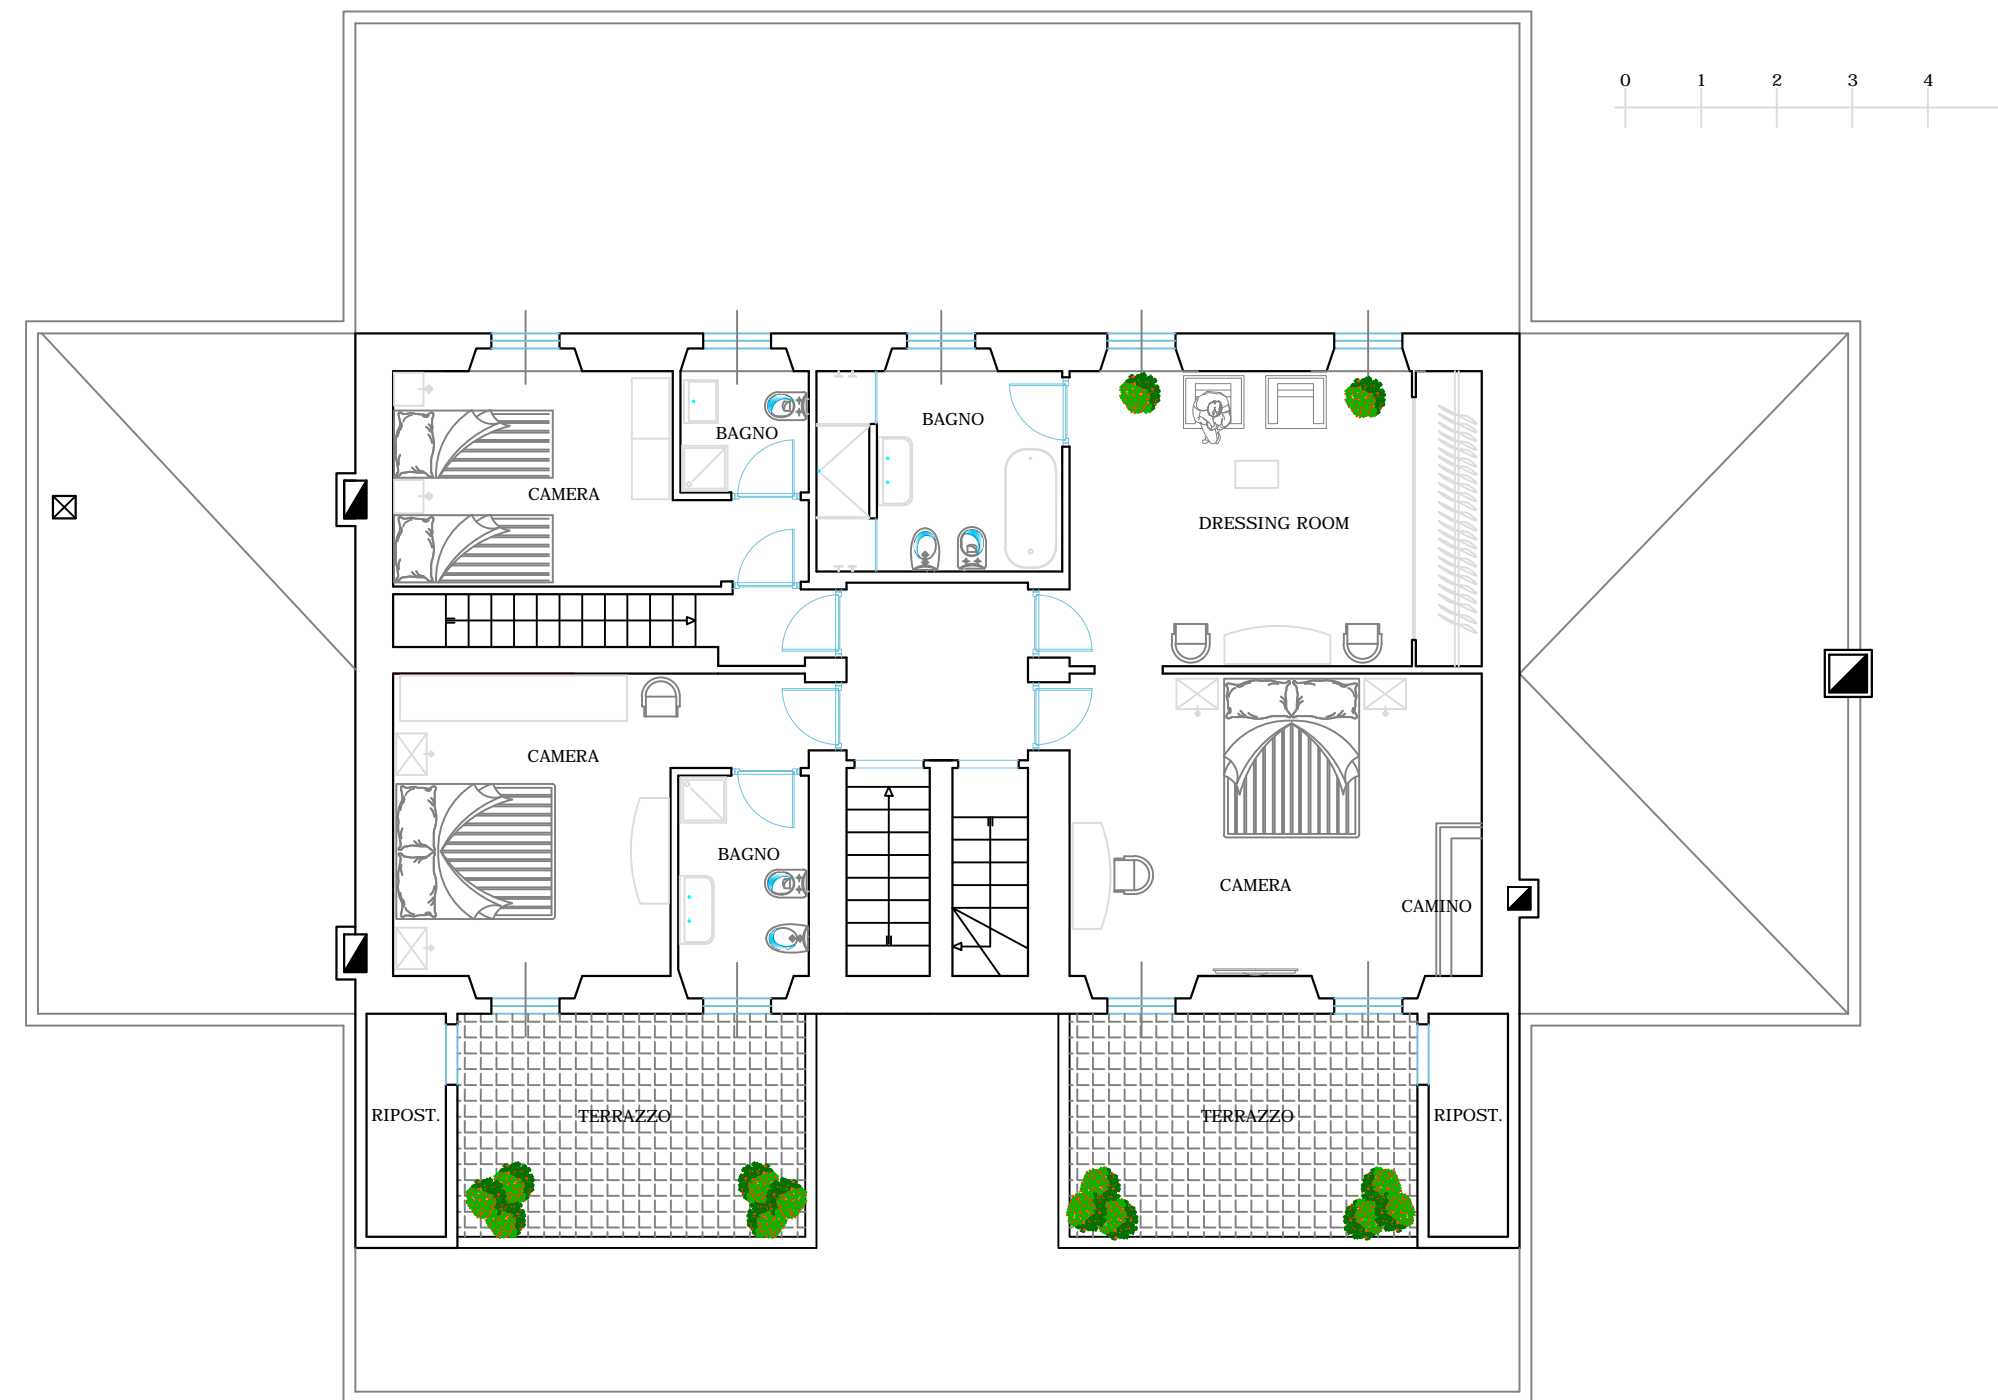 0 1 2 3 4
BAGNO
BAGNO
CAMERA
DRESSING ROOM
CAMERA
BAGNO
CAMERA
CAMINO
RIPOST.
TERRAZZO
TERRAZZO
RIPOST.